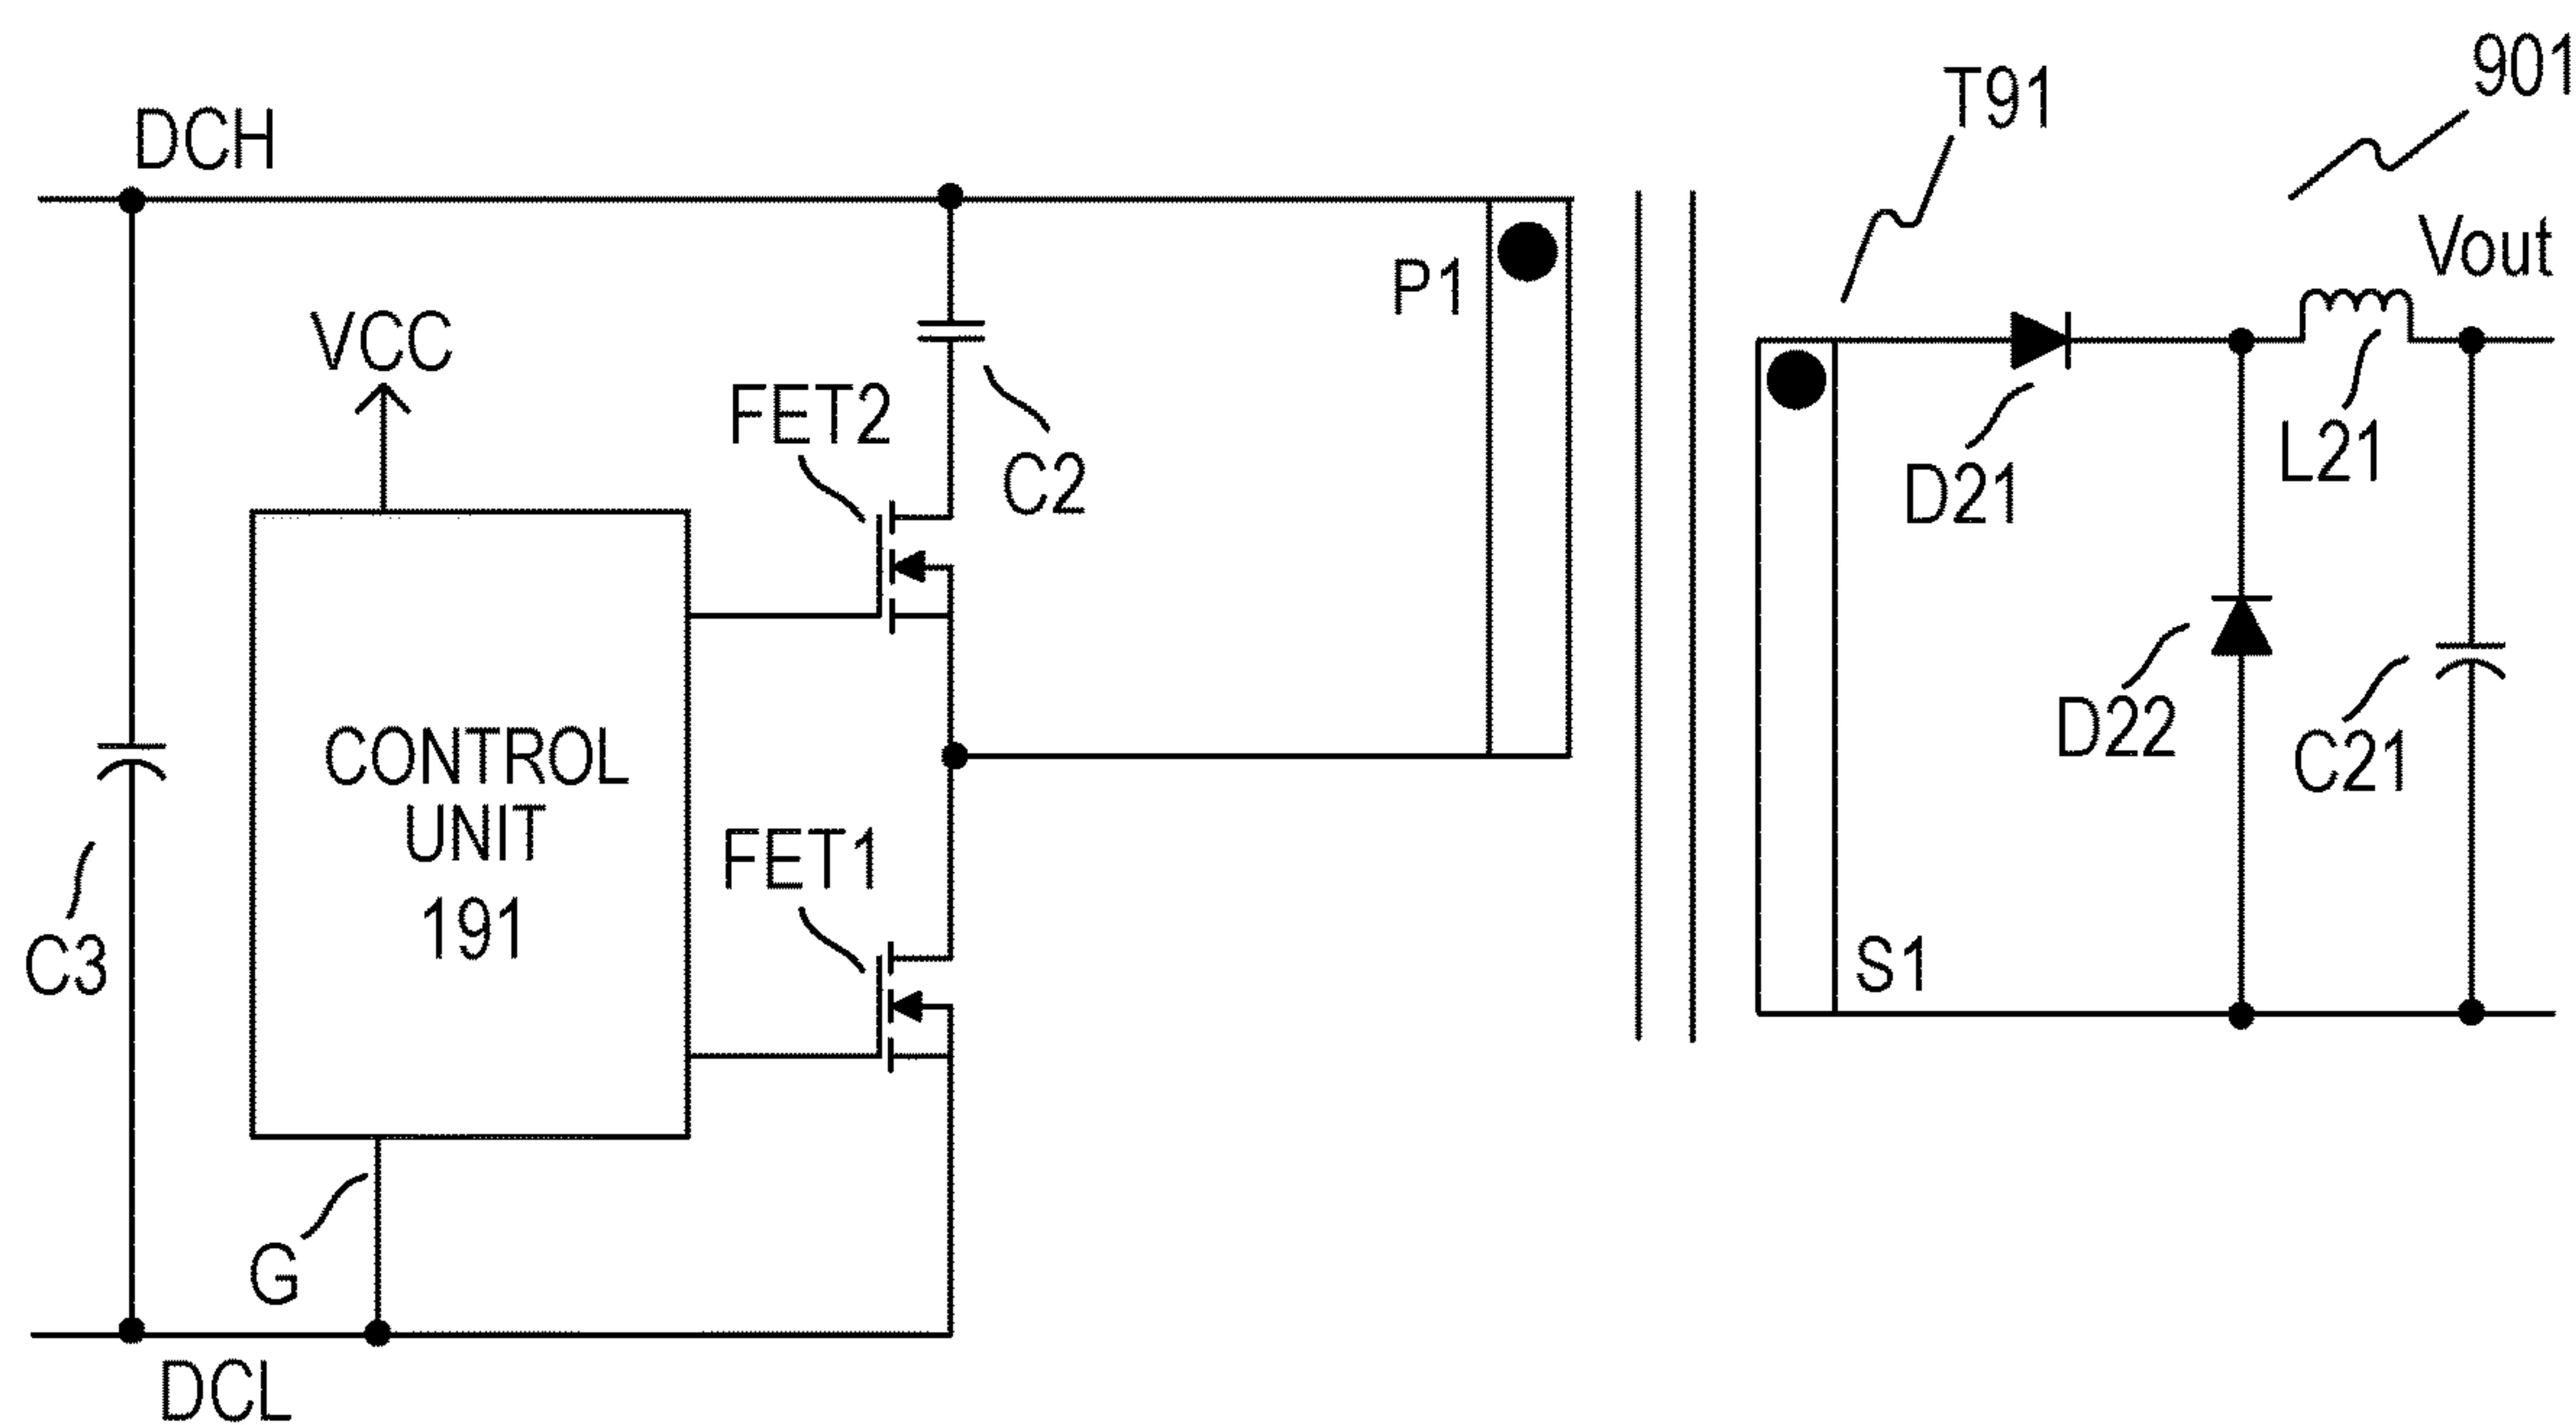 901
T91
DCH
Vout
P1
VCC
FET2
C2
L21
D21
CONTROL
UNIT
191
D22
C21
FET1
C3
S1
G
DCL